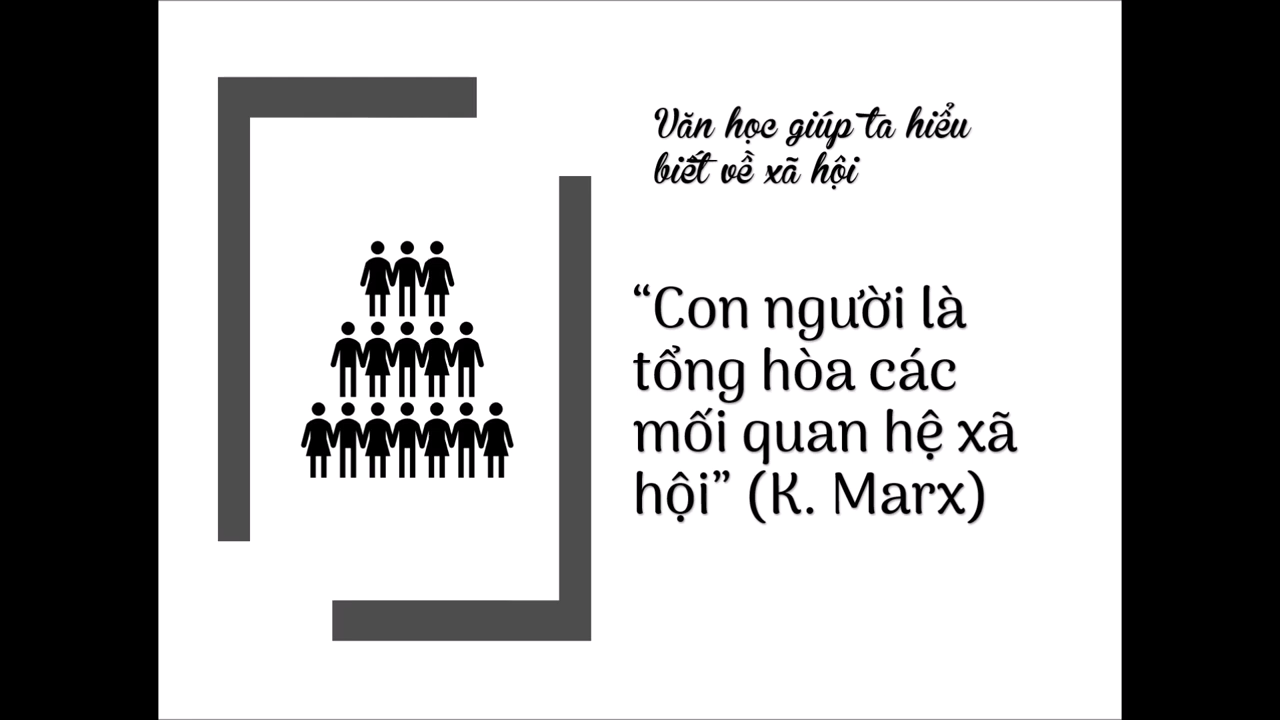 Văn học giúp ta hiểu
biết về xã hội
“Con người là
tổng hòa các
mối quan hệ xã
hội” (K. Marx)